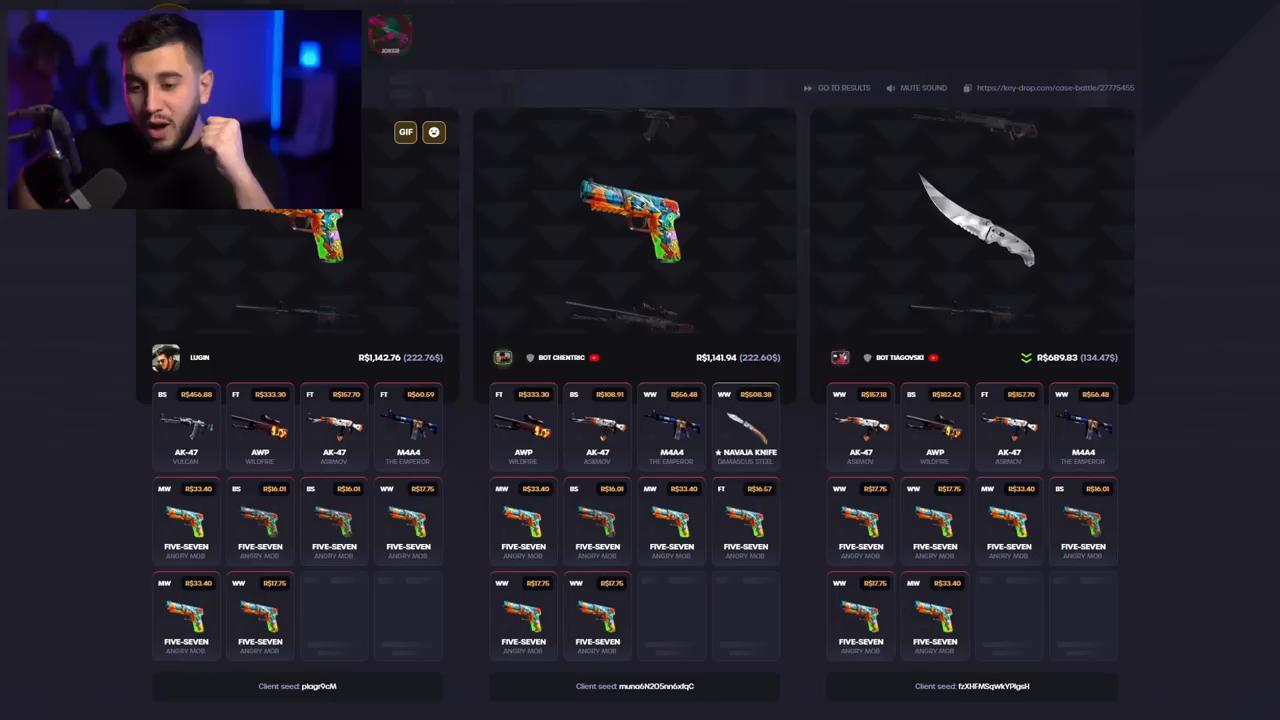 JOKER
GO TO RESULTS MUTE SOUND https://key-drop.com/case-battle/27775455
GIF
LUGIN R$1,142.76 (222.76$)
BOT CHENTRIC R$1,141.94 (222.60$)
BOT TIAGOVSKI R$689.83 (134.47$)
BS R$456.88 FT R$333.30 FT R$157.70 FT R$60.59
AK-47 AWP AK-47 M4A4
VULCAN WILDFIRE ASIIMOV THE EMPEROR
FT R$333.30 BS R$108.91 WW R$56.48 WW R$508.38
AWP AK-47 M4A4 ★ NAVAJA KNIFE
WILDFIRE ASIIMOV THE EMPEROR DAMASCUS STEEL
WW R$157.18 BS R$182.42 FT R$157.70 WW R$56.48
AK-47 AWP AK-47 M4A4
ASIIMOV WILDFIRE ASIIMOV THE EMPEROR
MW R$33.40 BS R$16.01 BS R$16.01 WW R$17.75
FIVE-SEVEN FIVE-SEVEN FIVE-SEVEN FIVE-SEVEN
ANGRY MOB ANGRY MOB ANGRY MOB ANGRY MOB
MW R$33.40 BS R$16.01 MW R$33.40 FT R$16.57
FIVE-SEVEN FIVE-SEVEN FIVE-SEVEN FIVE-SEVEN
ANGRY MOB ANGRY MOB ANGRY MOB ANGRY MOB
WW R$17.75 WW R$17.75 MW R$33.40 BS R$16.01
FIVE-SEVEN FIVE-SEVEN FIVE-SEVEN FIVE-SEVEN
ANGRY MOB ANGRY MOB ANGRY MOB ANGRY MOB
MW R$33.40 WW R$17.75
FIVE-SEVEN FIVE-SEVEN
ANGRY MOB ANGRY MOB
WW R$17.75 WW R$17.75
FIVE-SEVEN FIVE-SEVEN
ANGRY MOB ANGRY MOB
WW R$17.75 MW R$33.40
FIVE-SEVEN FIVE-SEVEN
ANGRY MOB ANGRY MOB
Client seed: plagr9cM
Client seed: muna6N205nn6xfqC
Client seed: fzXHFMSqWkYPlgsH